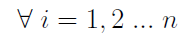 ∀ i = 1, 2 ... n